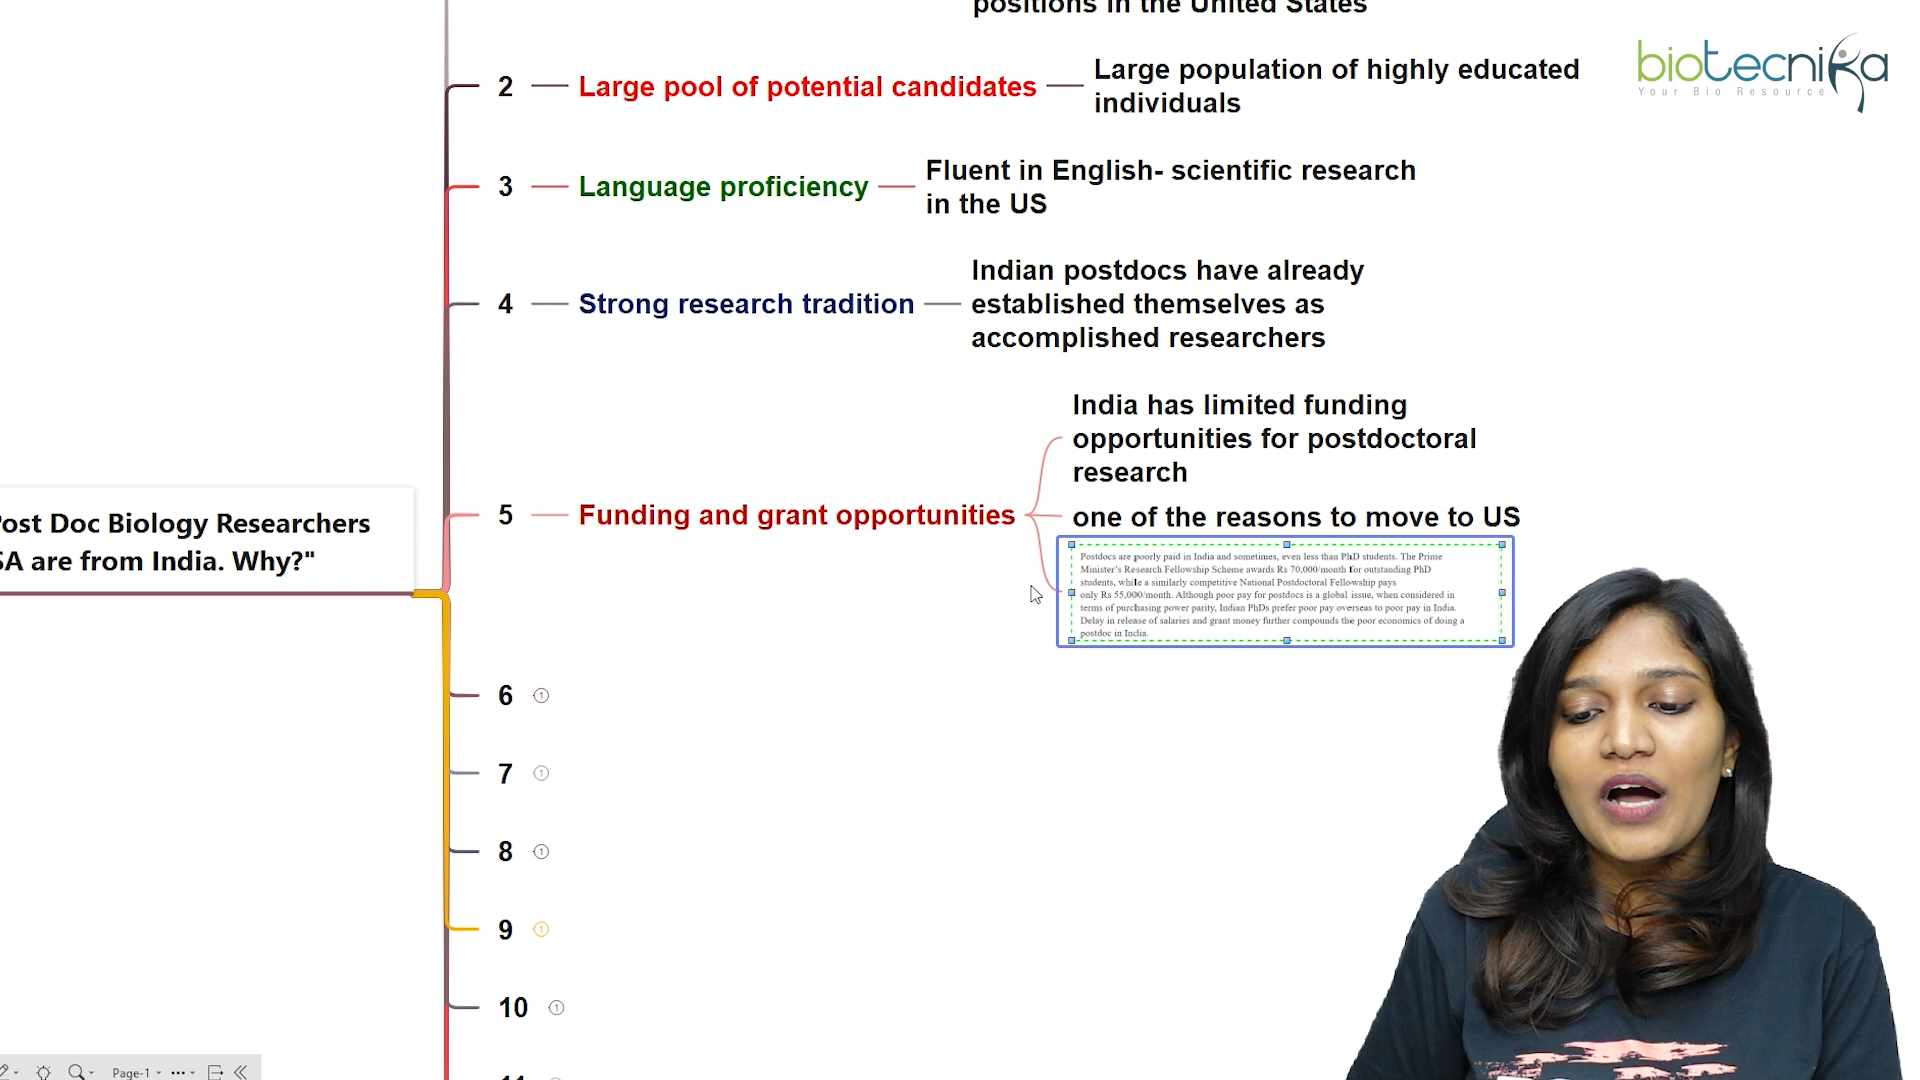 positions in the United States
biotecnika
Your Bio Resource
2
Large pool of potential candidates
Large population of highly educated
individuals
3
Language proficiency
Fluent in English- scientific research
in the US
4
Strong research tradition
Indian postdocs have already
established themselves as
accomplished researchers
5
Funding and grant opportunities
India has limited funding
opportunities for postdoctoral
research
one of the reasons to move to US
Postdocs are poorly paid in India and sometimes, even less than PhD students. The Prime
Minister's Research Fellowship Scheme awards Rs 70,000/month for outstanding PhD
students, while a similarly competitive National Postdoctoral Fellowship pays
only Rs 55,000/month. Although poor pay for postdocs is a global issue, when considered in
terms of purchasing power parity, Indian PhDs prefer poor pay overseas to poor pay in India.
Delay in release of salaries and grant money further compounds the poor economics of doing a
postdoc in India.
ost Doc Biology Researchers
SA are from India. Why?"
6 1
7 1
8 1
9 1
10 1
11
Page-1